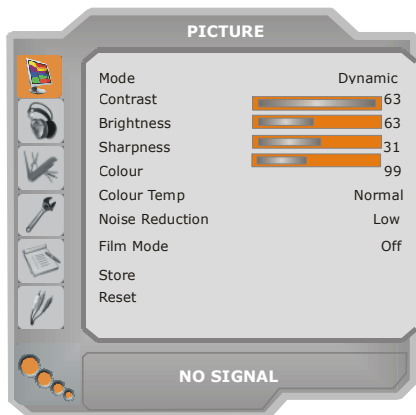 PICTURE
Mode Dynamic
Contrast 63
Brightness 63
Sharpness 31
Colour 99
Colour Temp Normal
Noise Reduction Low
Film Mode Off
Store
Reset
NO SIGNAL